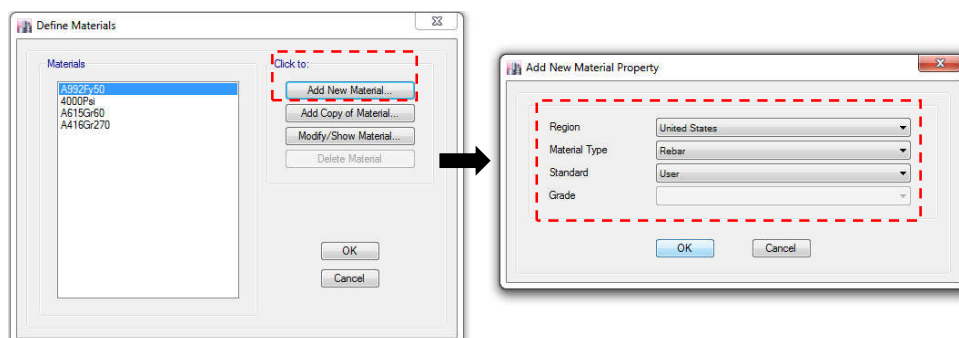 Define Materials
Materials
A992Fy50
4000Psi
A615Gr60
A416Gr270
Click to:
Add New Material...
Add Copy of Material...
Modify/Show Material...
Delete Material
OK
Cancel
Add New Material Property
Region United States
Material Type Rebar
Standard User
Grade
OK Cancel